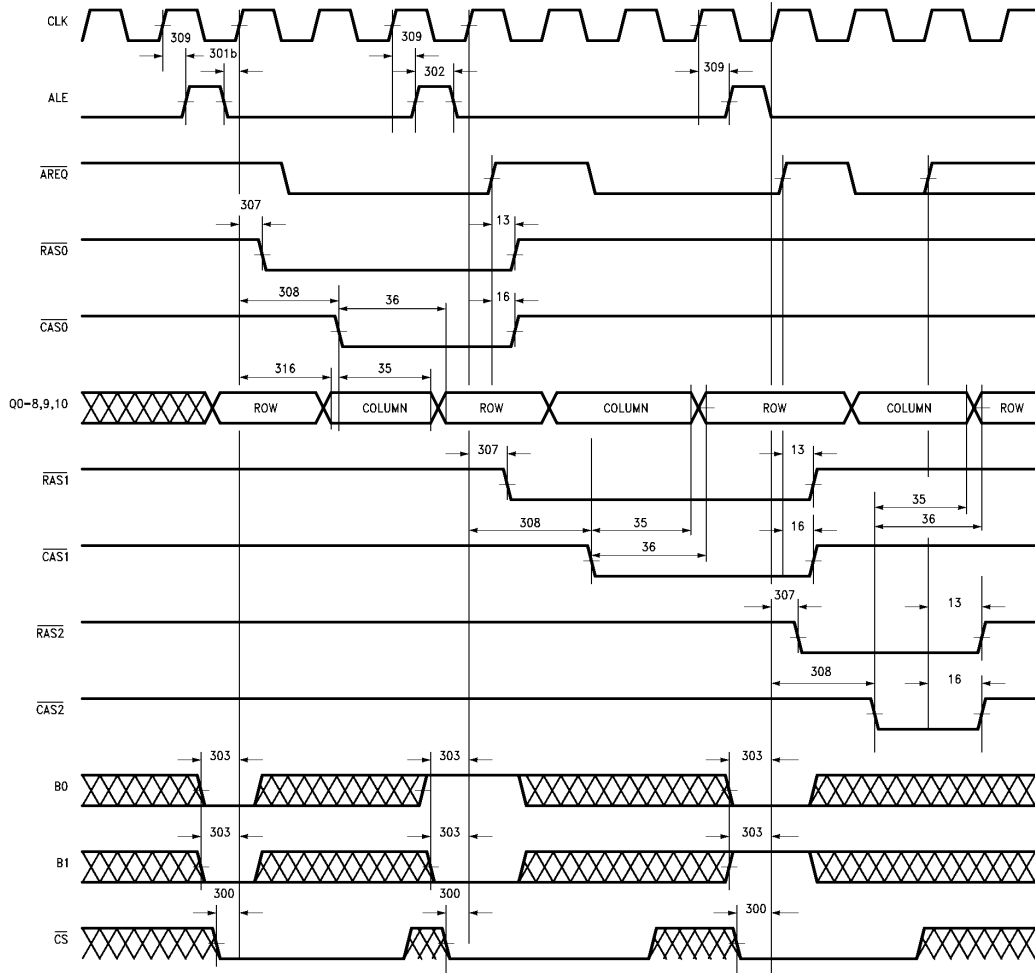 CLK
309
301b
309
302
309
ALE
AREQ
307
13
RAS0
308
36
16
CAS0
316
35
Q0-8,9,10
ROW
COLUMN
ROW
COLUMN
ROW
COLUMN
ROW
307
13
RAS1
35
308
35
16
36
36
CAS1
307
13
RAS2
308
16
CAS2
303
303
303
B0
303
303
303
B1
300
300
300
CS